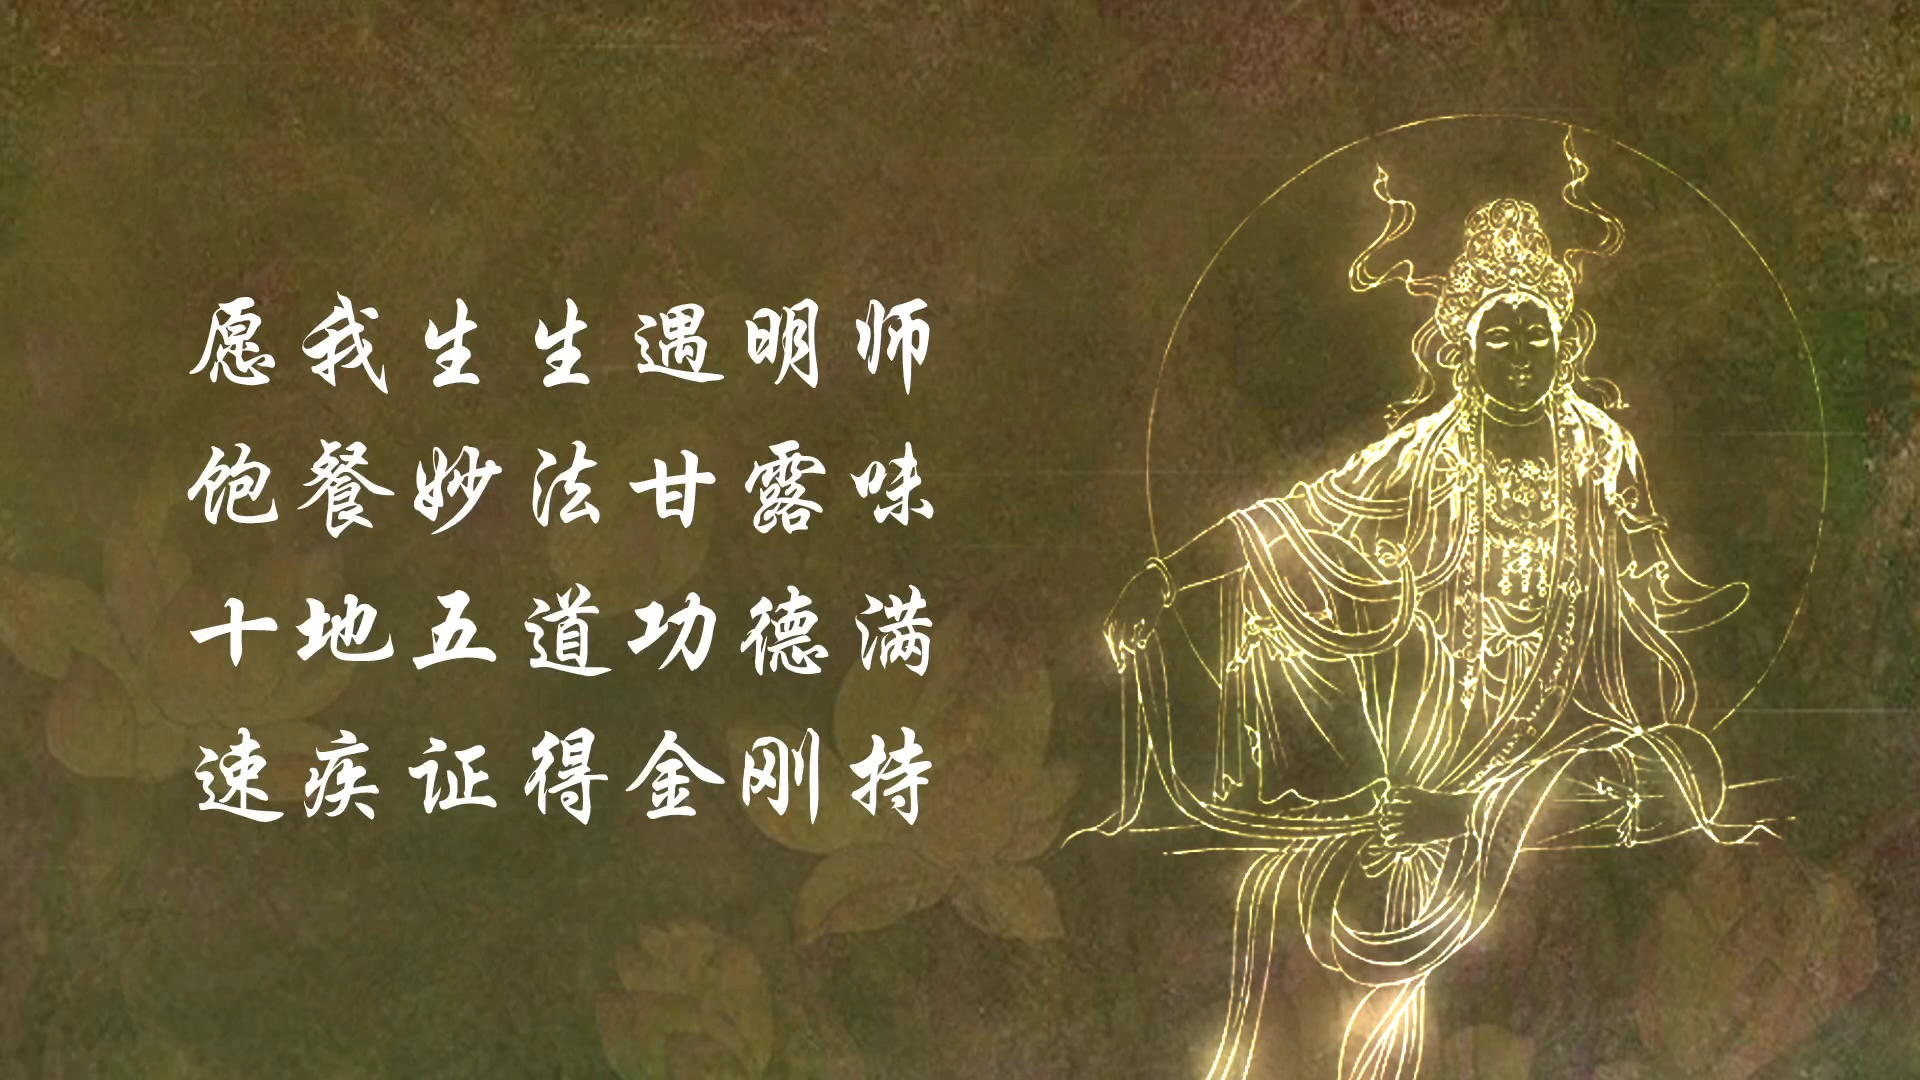 愿我生生遇明师
饱餐妙法甘露味
十地五道功德满
速疾证得金刚持